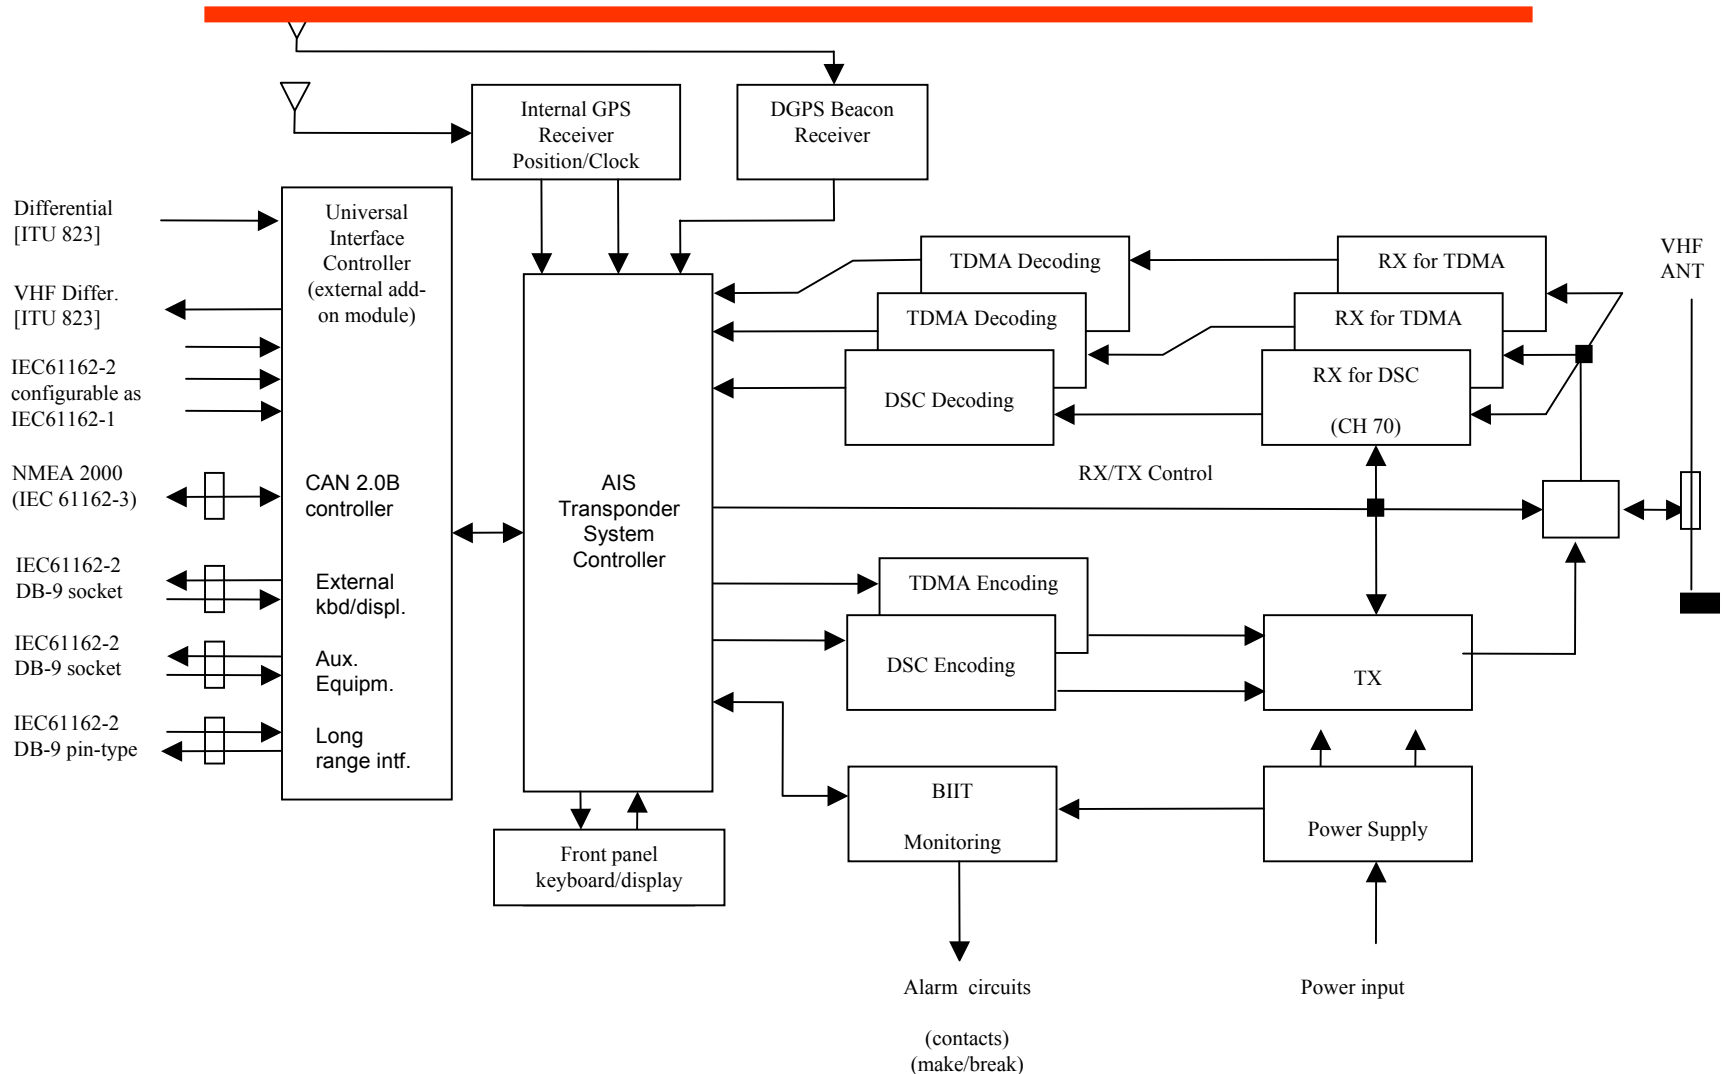 Internal GPS
Receiver
Position/Clock
DGPS Beacon
Receiver
Differential
[ITU 823]
VHF Differ.
[ITU 823]
IEC61162-2
configurable as
IEC61162-1
NMEA 2000
(IEC 61162-3)
IEC61162-2
DB-9 socket
IEC61162-2
DB-9 socket
IEC61162-2
DB-9 pin-type
Universal
Interface
Controller
(external add-
on module)
CAN 2.0B
controller
External
kbd/displ.
Aux.
Equipm.
Long
range intf.
AIS
Transponder
System
Controller
Front panel
keyboard/display
TDMA Decoding
TDMA Decoding
DSC Decoding
RX for TDMA
RX for TDMA
RX for DSC
(CH 70)
VHF
ANT
RX/TX Control
TDMA Encoding
DSC Encoding
TX
BIIT
Monitoring
Power Supply
Alarm circuits
(contacts)
(make/break)
Power input